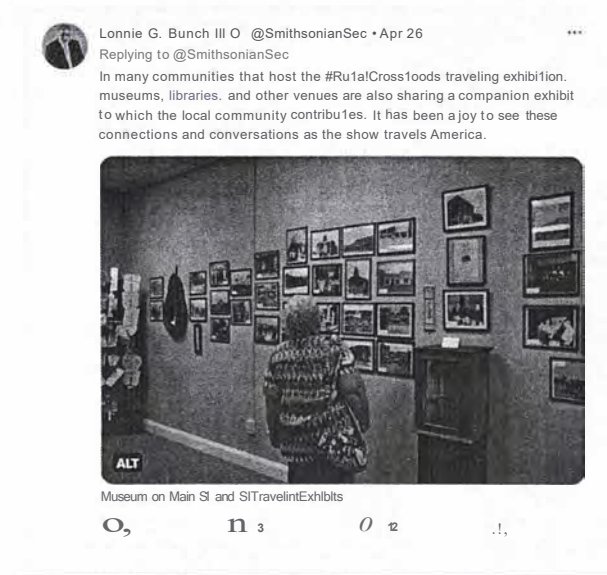 Lonnie G. Bunch III O @SmithsonianSec • Apr 26
Replying to @SmithsonianSec
In many communities that host the #Ru1a!Cross1oods traveling exhibi1ion.
museums, libraries. and other venues are also sharing a companion exhibit
to which the local community contribu1es. It has been a joy to see these
connections and conversations as the show travels America.
ALT
Museum on Main SI and SITravelintExhlblts
O, n 3 0 12 .!,